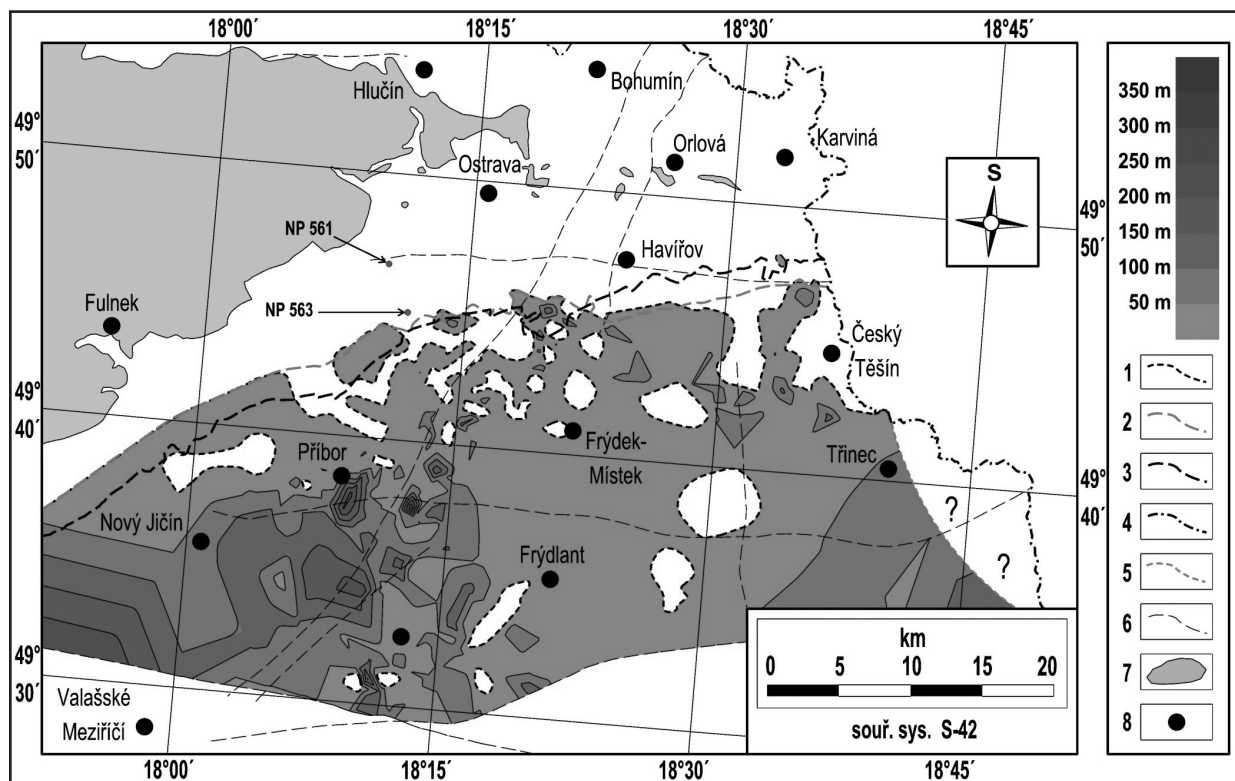 18°00´ 18°15´ 18°30´ 18°45´
Hlučín
Bohumín
49°
50´
Orlová
Karviná
Ostrava
S
49°
50´
NP 561
Havířov
NP 563
Fulnek
Český
Těšín
49°
40´
Příbor
Frýdek-
Místek
Třinec
49°
40´
?
Nový Jičín
Frýdlant
?
km
0 5 10 15 20
souř. sys. S-42
49°
30´
Valašské
Meziříčí
18°00´ 18°15´ 18°30´ 18°45´
350 m
300 m
250 m
200 m
150 m
100 m
50 m
1
2
3
4
5
6
7
8